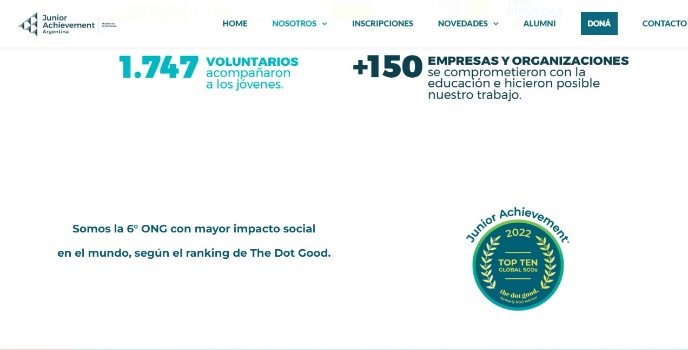 Junior
Achievement
Argentina
HOME
NOSOTROS
INSCRIPCIONES
NOVEDADES
ALUMNI
DONÁ
CONTACTO
1.747 VOLUNTARIOS
acompañaron
a los jóvenes.
+150 EMPRESAS Y ORGANIZACIONES
se comprometieron con la
educación e hicieron posible
nuestro trabajo.
Somos la 6° ONG con mayor impacto social
en el mundo, según el ranking de The Dot Good.
Junior Achievement
2022
TOP TEN
GLOBAL SGOs
the dot good.